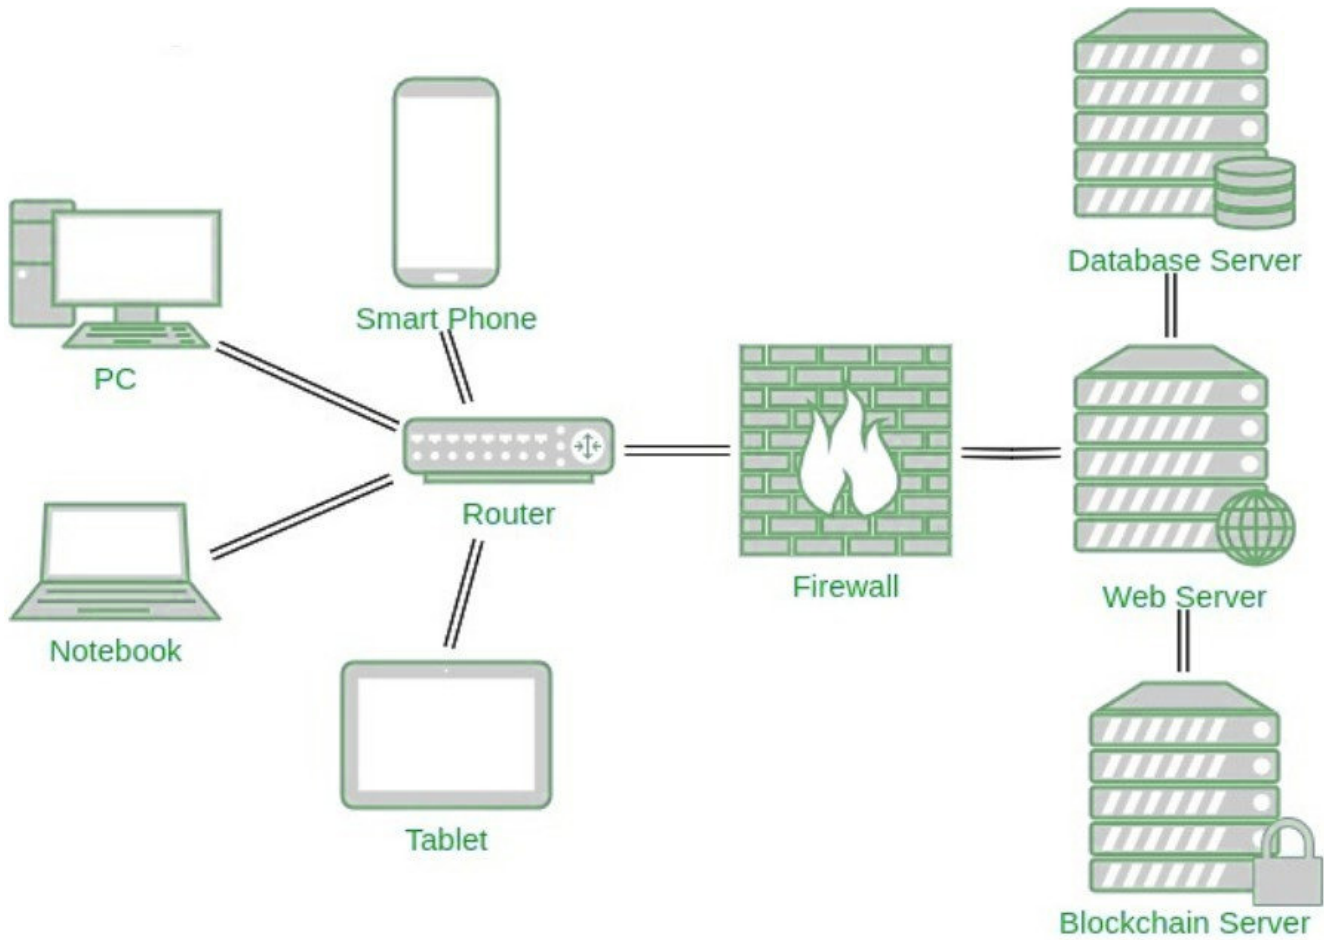 Database Server
Smart Phone
PC
Router
Firewall
Web Server
Notebook
Tablet
Blockchain Server